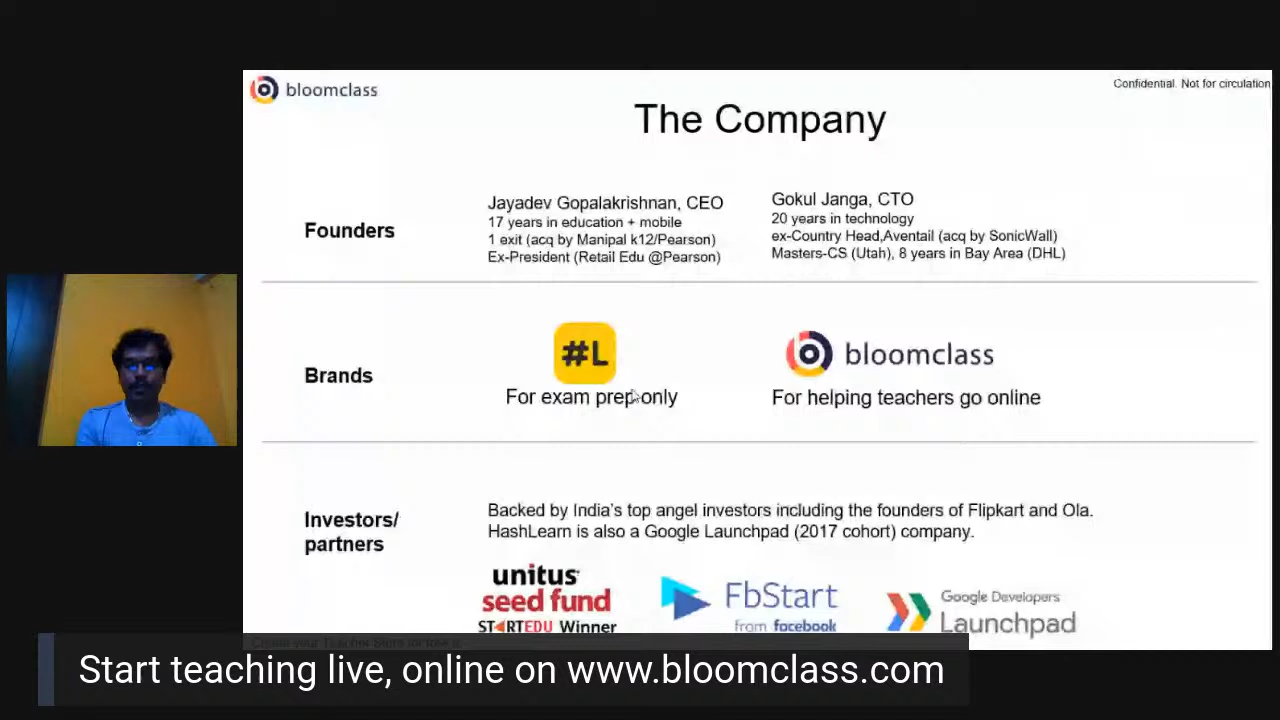 bloomclass
Confidential. Not for circulation
The Company
Founders
Jayadev Gopalakrishnan, CEO
17 years in education + mobile
1 exit (acq by Manipal k12/Pearson)
Ex-President (Retail Edu @Pearson)
Gokul Janga, CTO
20 years in technology
ex-Country Head,Aventail (acq by SonicWall)
Masters-CS (Utah), 8 years in Bay Area (DHL)
Brands
#L
For exam prep only
bloomclass
For helping teachers go online
Investors/
partners
Backed by India's top angel investors including the founders of Flipkart and Ola.
HashLearn is also a Google Launchpad (2017 cohort) company.
unitus
seed fund
STARTEDU Winner
FbStart
from facebook
Google Developers
Launchpad
Start teaching live, online on www.bloomclass.com